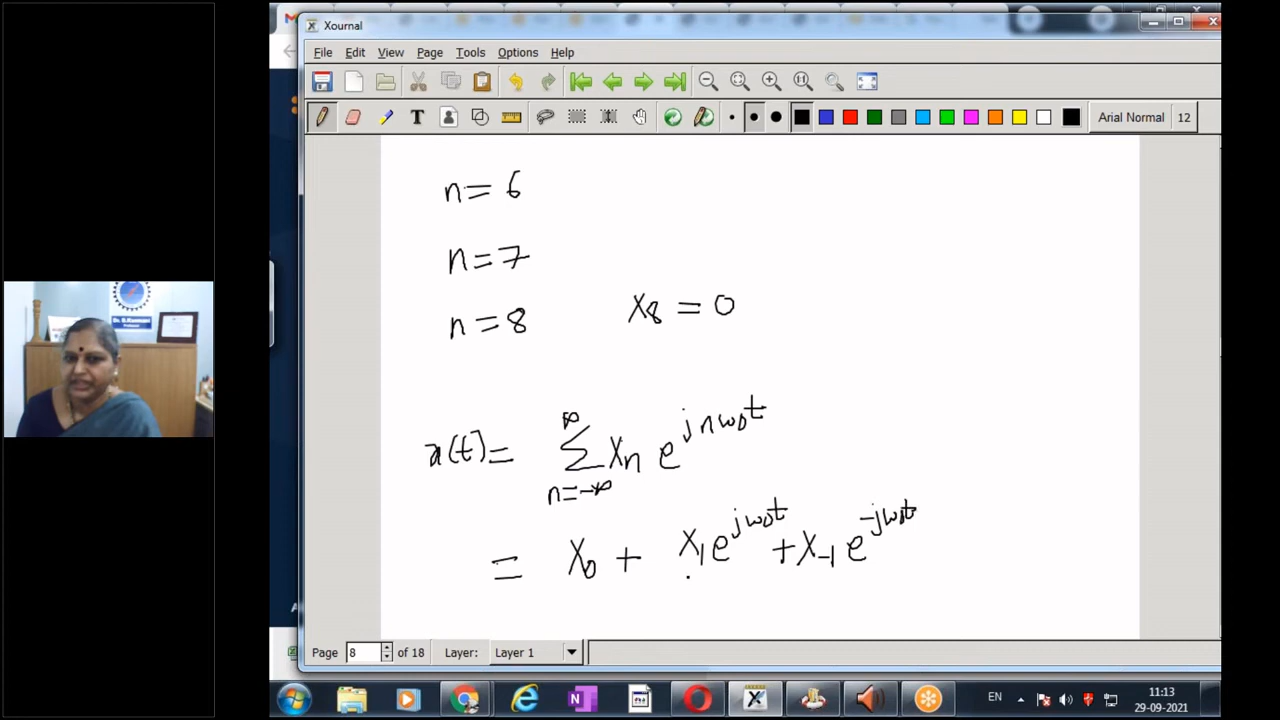 Xournal
File Edit View Page Tools Options Help
Arial Normal 12
n = 6
n = 7
n = 8 X8 = 0
x(t) = ∞ Σ n=-∞ Xn e^jnω0t
= X0 + X1 e^jω0t + X-1 e^-jω0t
Page 8 of 18 Layer: Layer 1
EN 11:13
29-09-2021